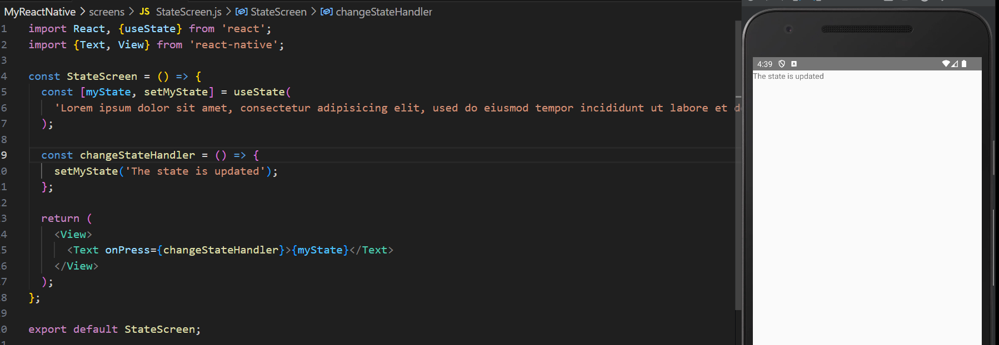 MyReactNative > screens > JS StateScreen.js > StateScreen > changeStateHandler
1 import React, {useState} from 'react';
2 import {Text, View} from 'react-native';
3
4 const StateScreen = () => {
5 const [myState, setMyState] = useState(
6 'Lorem ipsum dolor sit amet, consectetur adipisicing elit, used do eiusmod tempor incididunt ut labore et
7 );
8
9 const changeStateHandler = () => {
0 setMyState('The state is updated');
1 };
2
3 return (
4 <View>
5 <Text onPress={changeStateHandler}>{myState}</Text>
6 </View>
7 );
8 };
9
0 export default StateScreen;
1
4:39
The state is updated